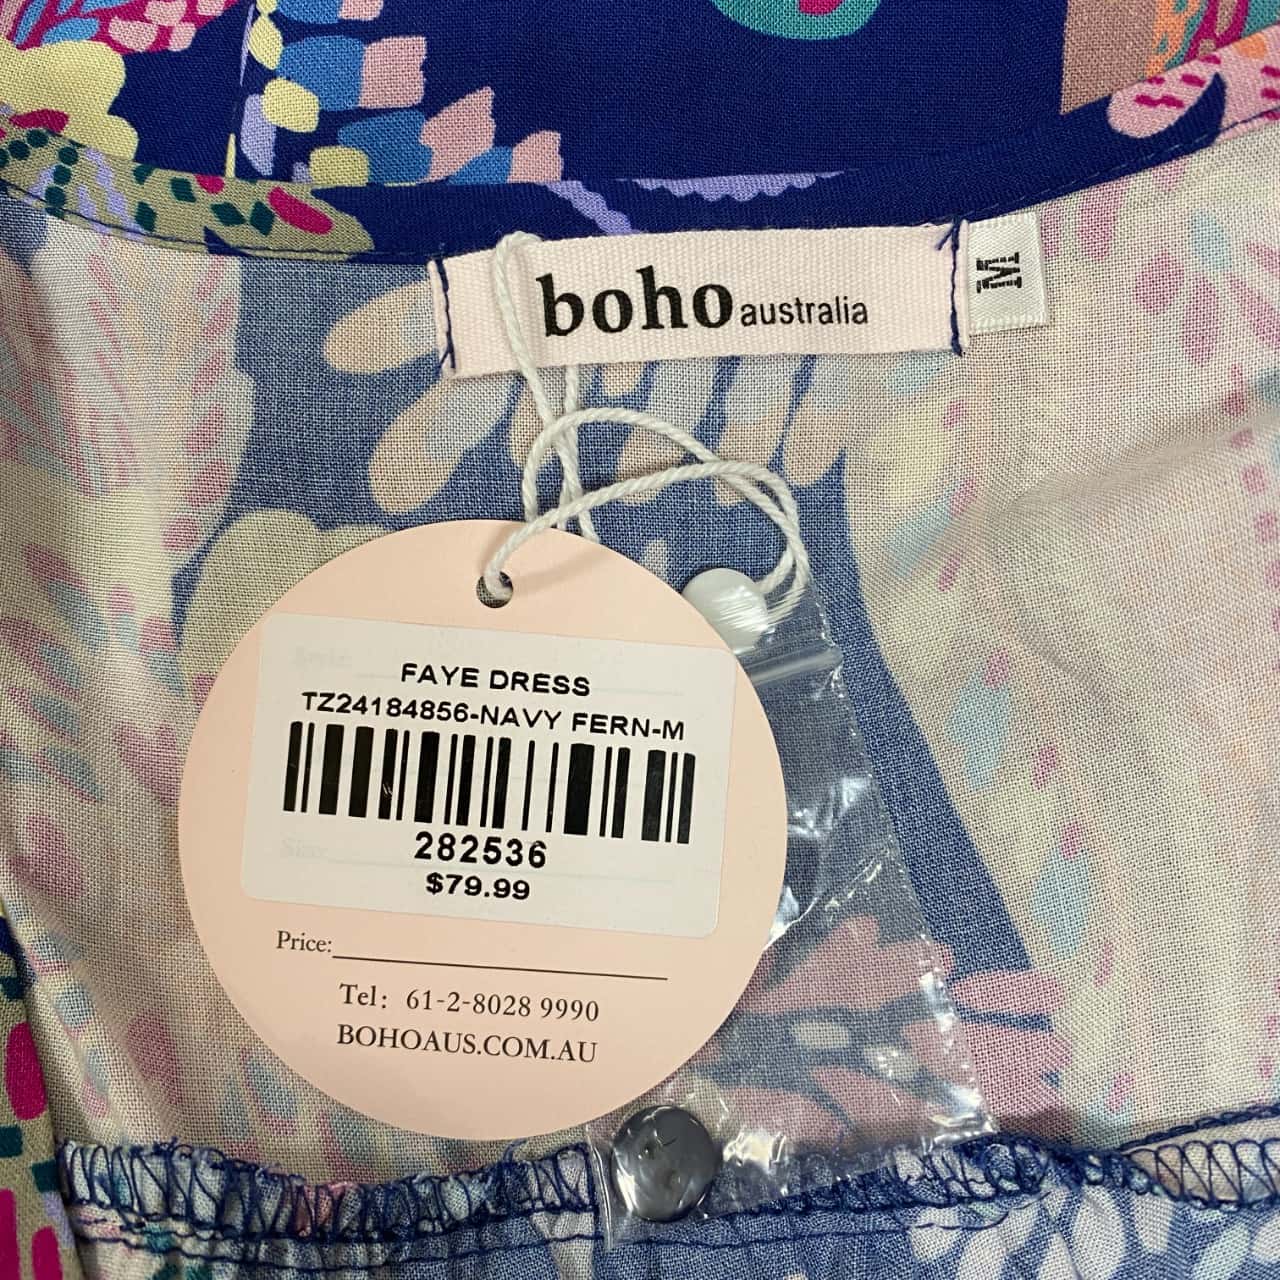 boho australia
M
FAYE DRESS
TZ24184856-NAVY FERN-M
282536
$79.99
Price:
Tel: 61-2-8028 9990
BOHOAUS.COM.AU